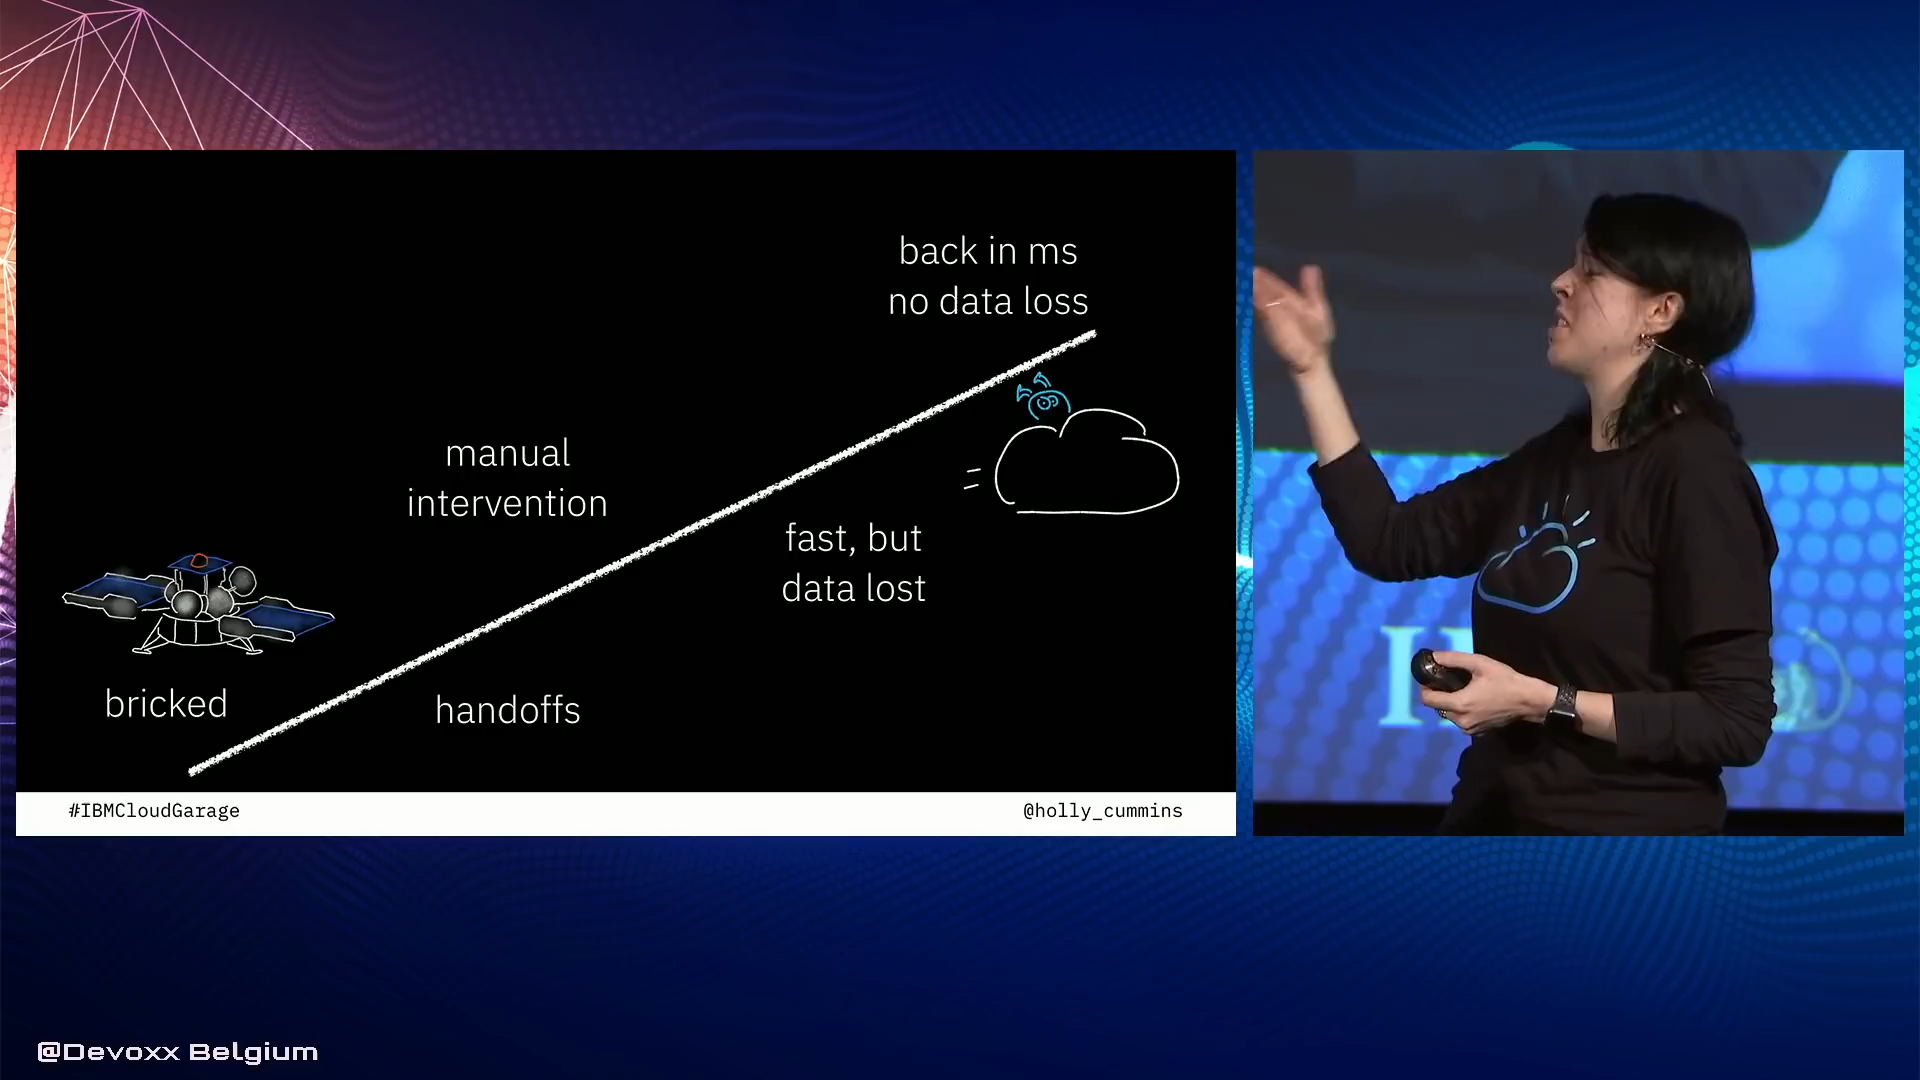 back in ms
no data loss
manual
intervention
fast, but
data lost
bricked
handoffs
#IBMCloudGarage
@holly_cummins
@Devoxx Belgium